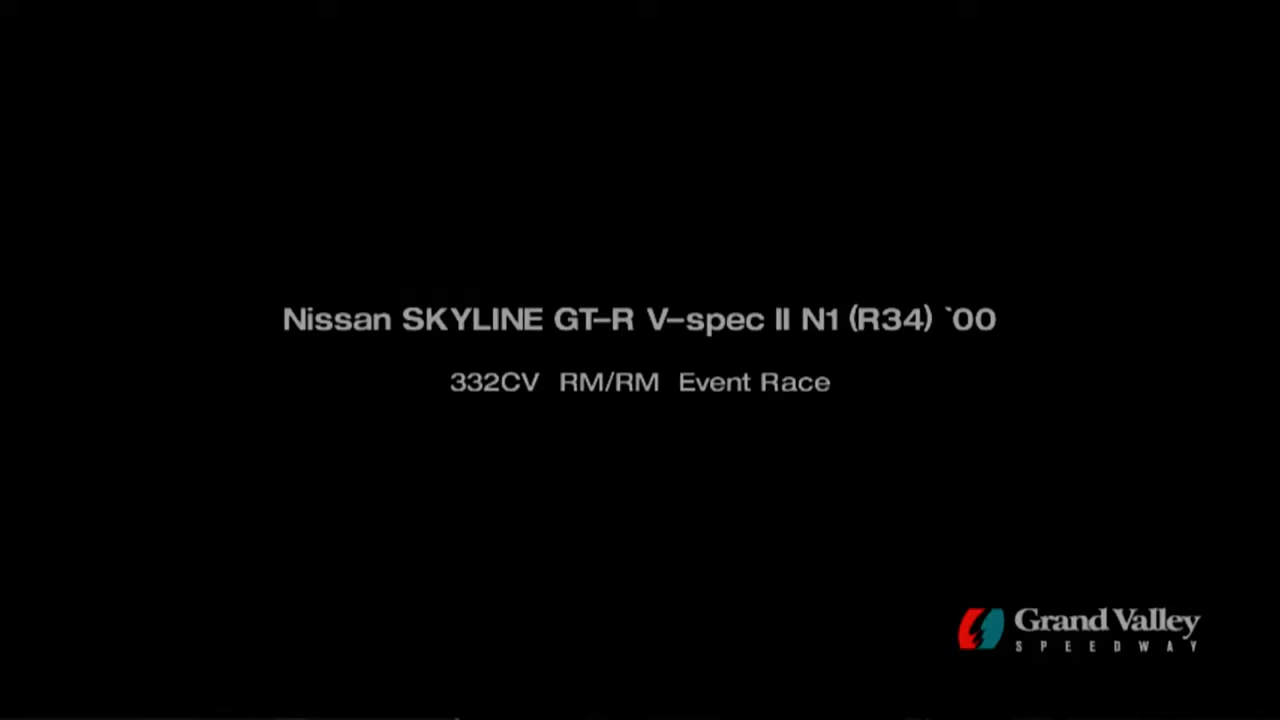 Nissan SKYLINE GT-R V-spec II N1 (R34) `00
332CV RM/RM Event Race
Grand Valley
SPEEDWAY